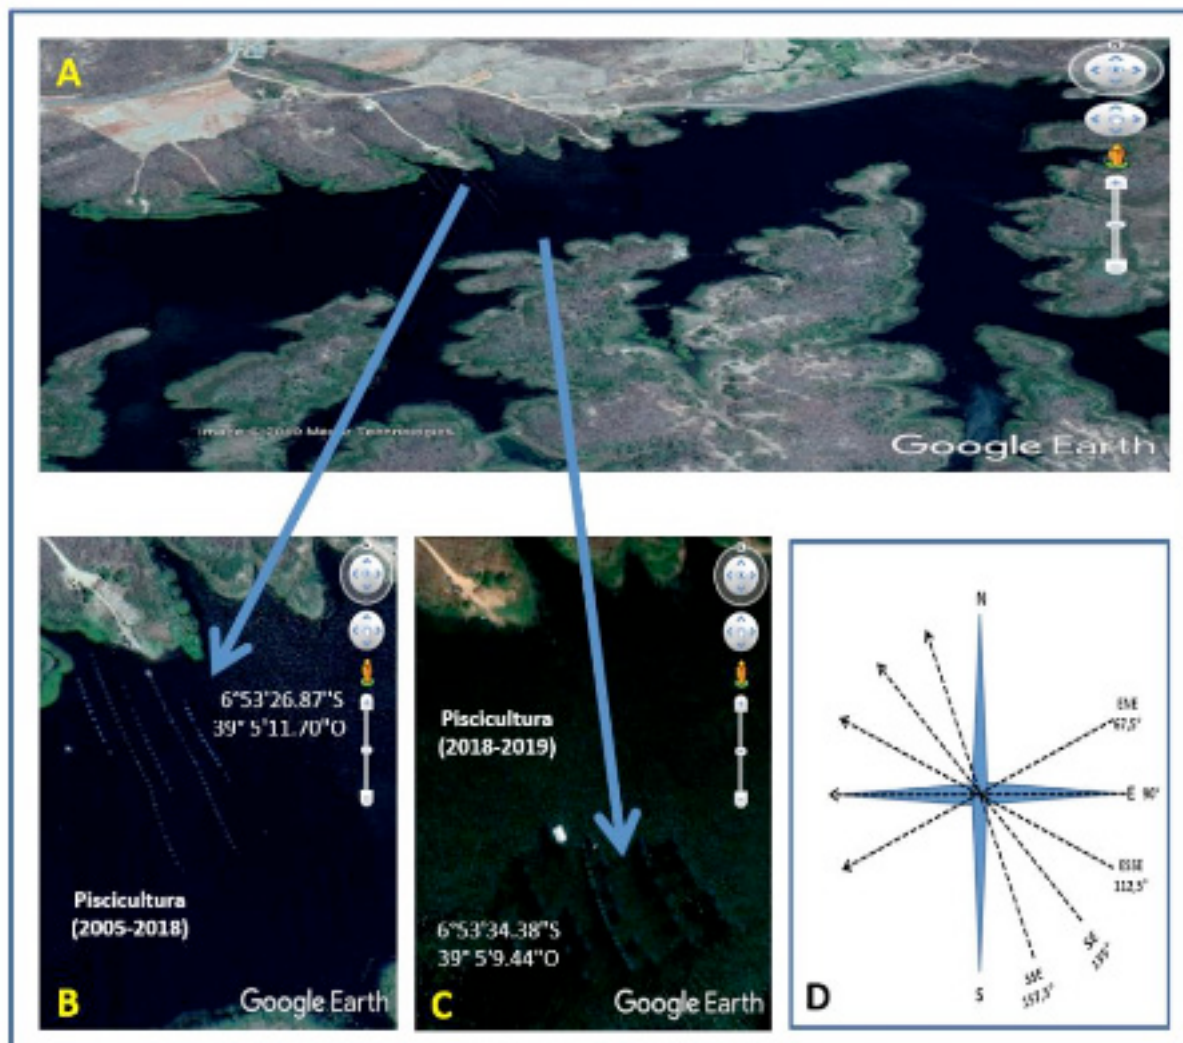 A
Google Earth
6°53'26.87"S
39° 5'11.70"O
Piscicultura
(2005-2018)
B
Google Earth
Piscicultura
(2018-2019)
6°53'34.38"S
39° 5'9.44"O
C
Google Earth
N
ENE
67,5°
E 90°
ESSE
112,5°
SE
135°
SSE
157,5°
S
D